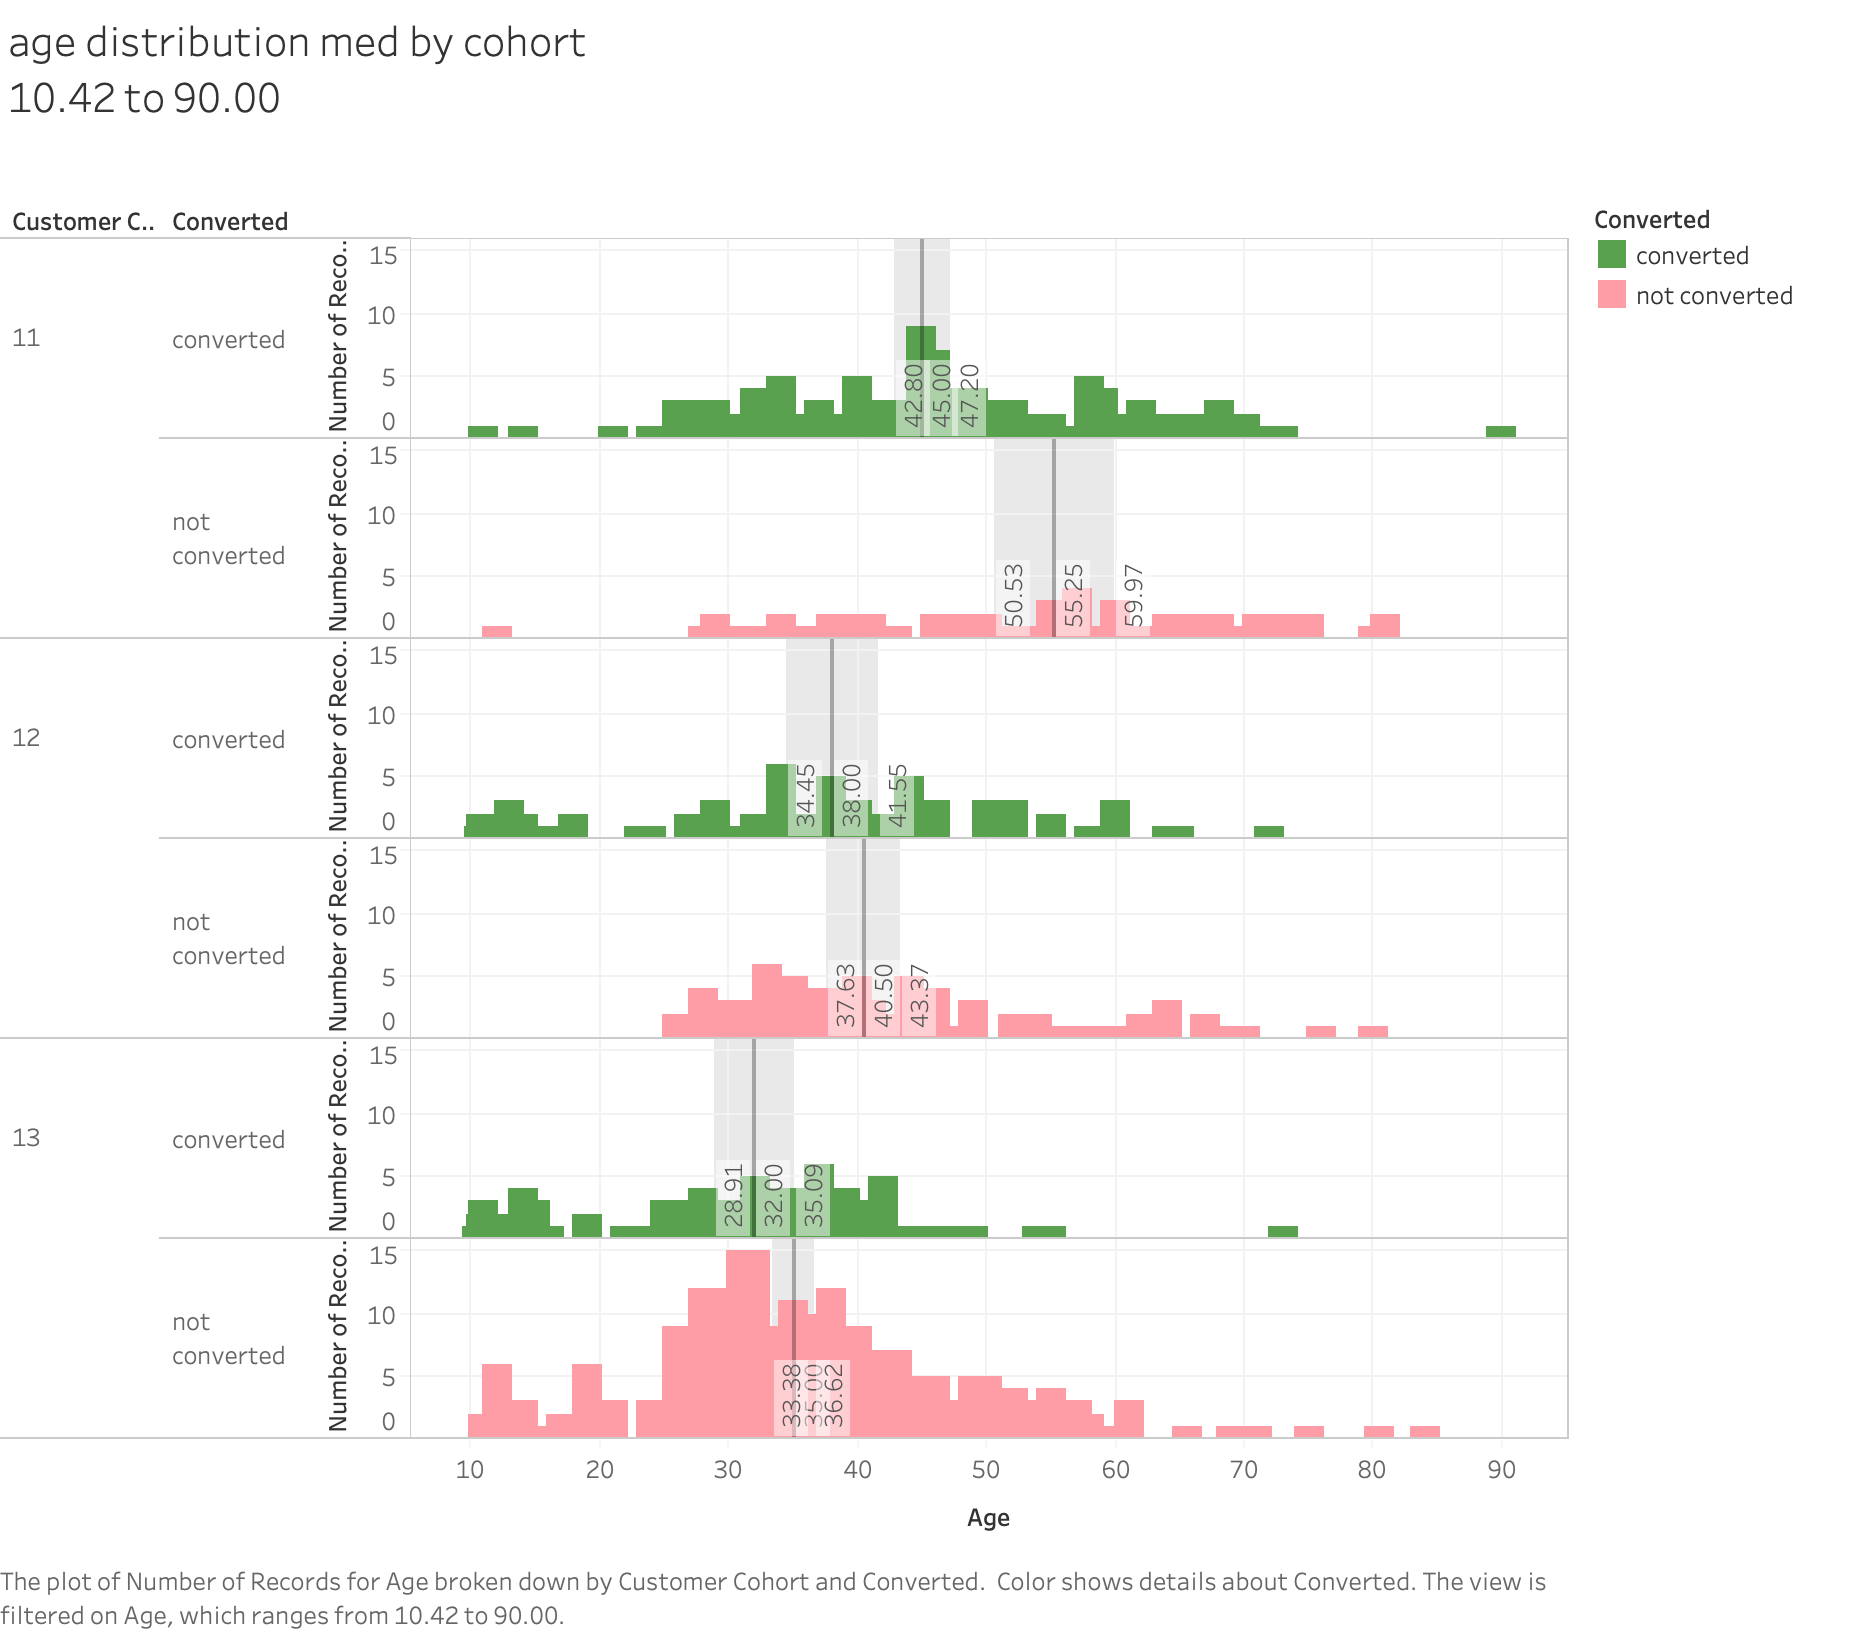 age distribution med by cohort
10.42 to 90.00
Customer C.. Converted
Converted
converted
not converted
11
converted
Number of Reco..
15
10
5
0
42.80
45.00
47.20
not
converted
Number of Reco..
15
10
5
0
50.53
55.25
59.97
12
converted
Number of Reco..
15
10
5
0
34.45
38.00
41.55
not
converted
Number of Reco..
15
10
5
0
37.63
40.50
43.37
13
converted
Number of Reco..
15
10
5
0
28.91
32.00
35.09
not
converted
Number of Reco..
15
10
5
0
33.38
35.00
36.62
10 20 30 40 50 60 70 80 90
Age
The plot of Number of Records for Age broken down by Customer Cohort and Converted.  Color shows details about Converted. The view is
filtered on Age, which ranges from 10.42 to 90.00.